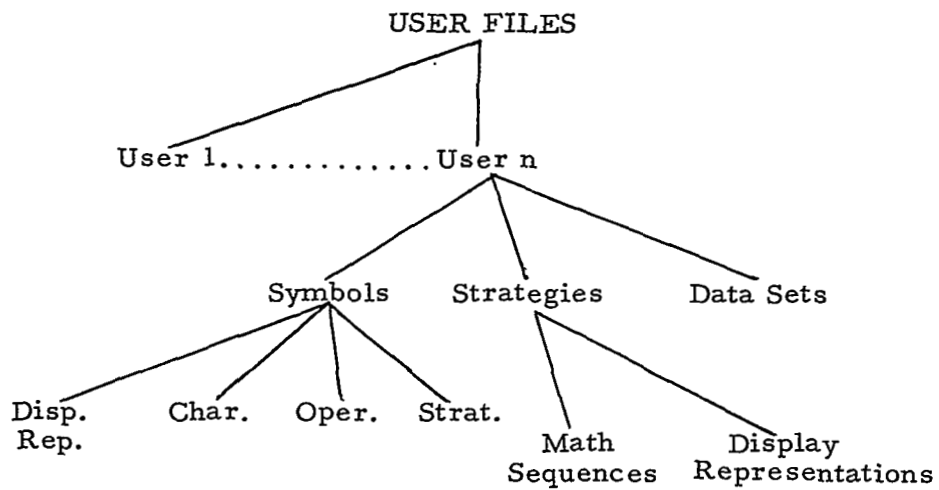 USER FILES
User 1.............User n
Symbols Strategies Data Sets
Disp. Char. Oper. Strat.
Rep.
Math Display
Sequences Representations